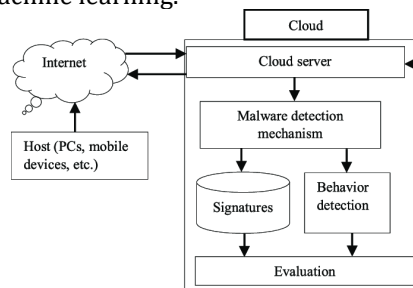 achine learning.
Cloud
Internet
Cloud server
Malware detection
mechanism
Host (PCs, mobile
devices, etc.)
Signatures
Behavior
detection
Evaluation